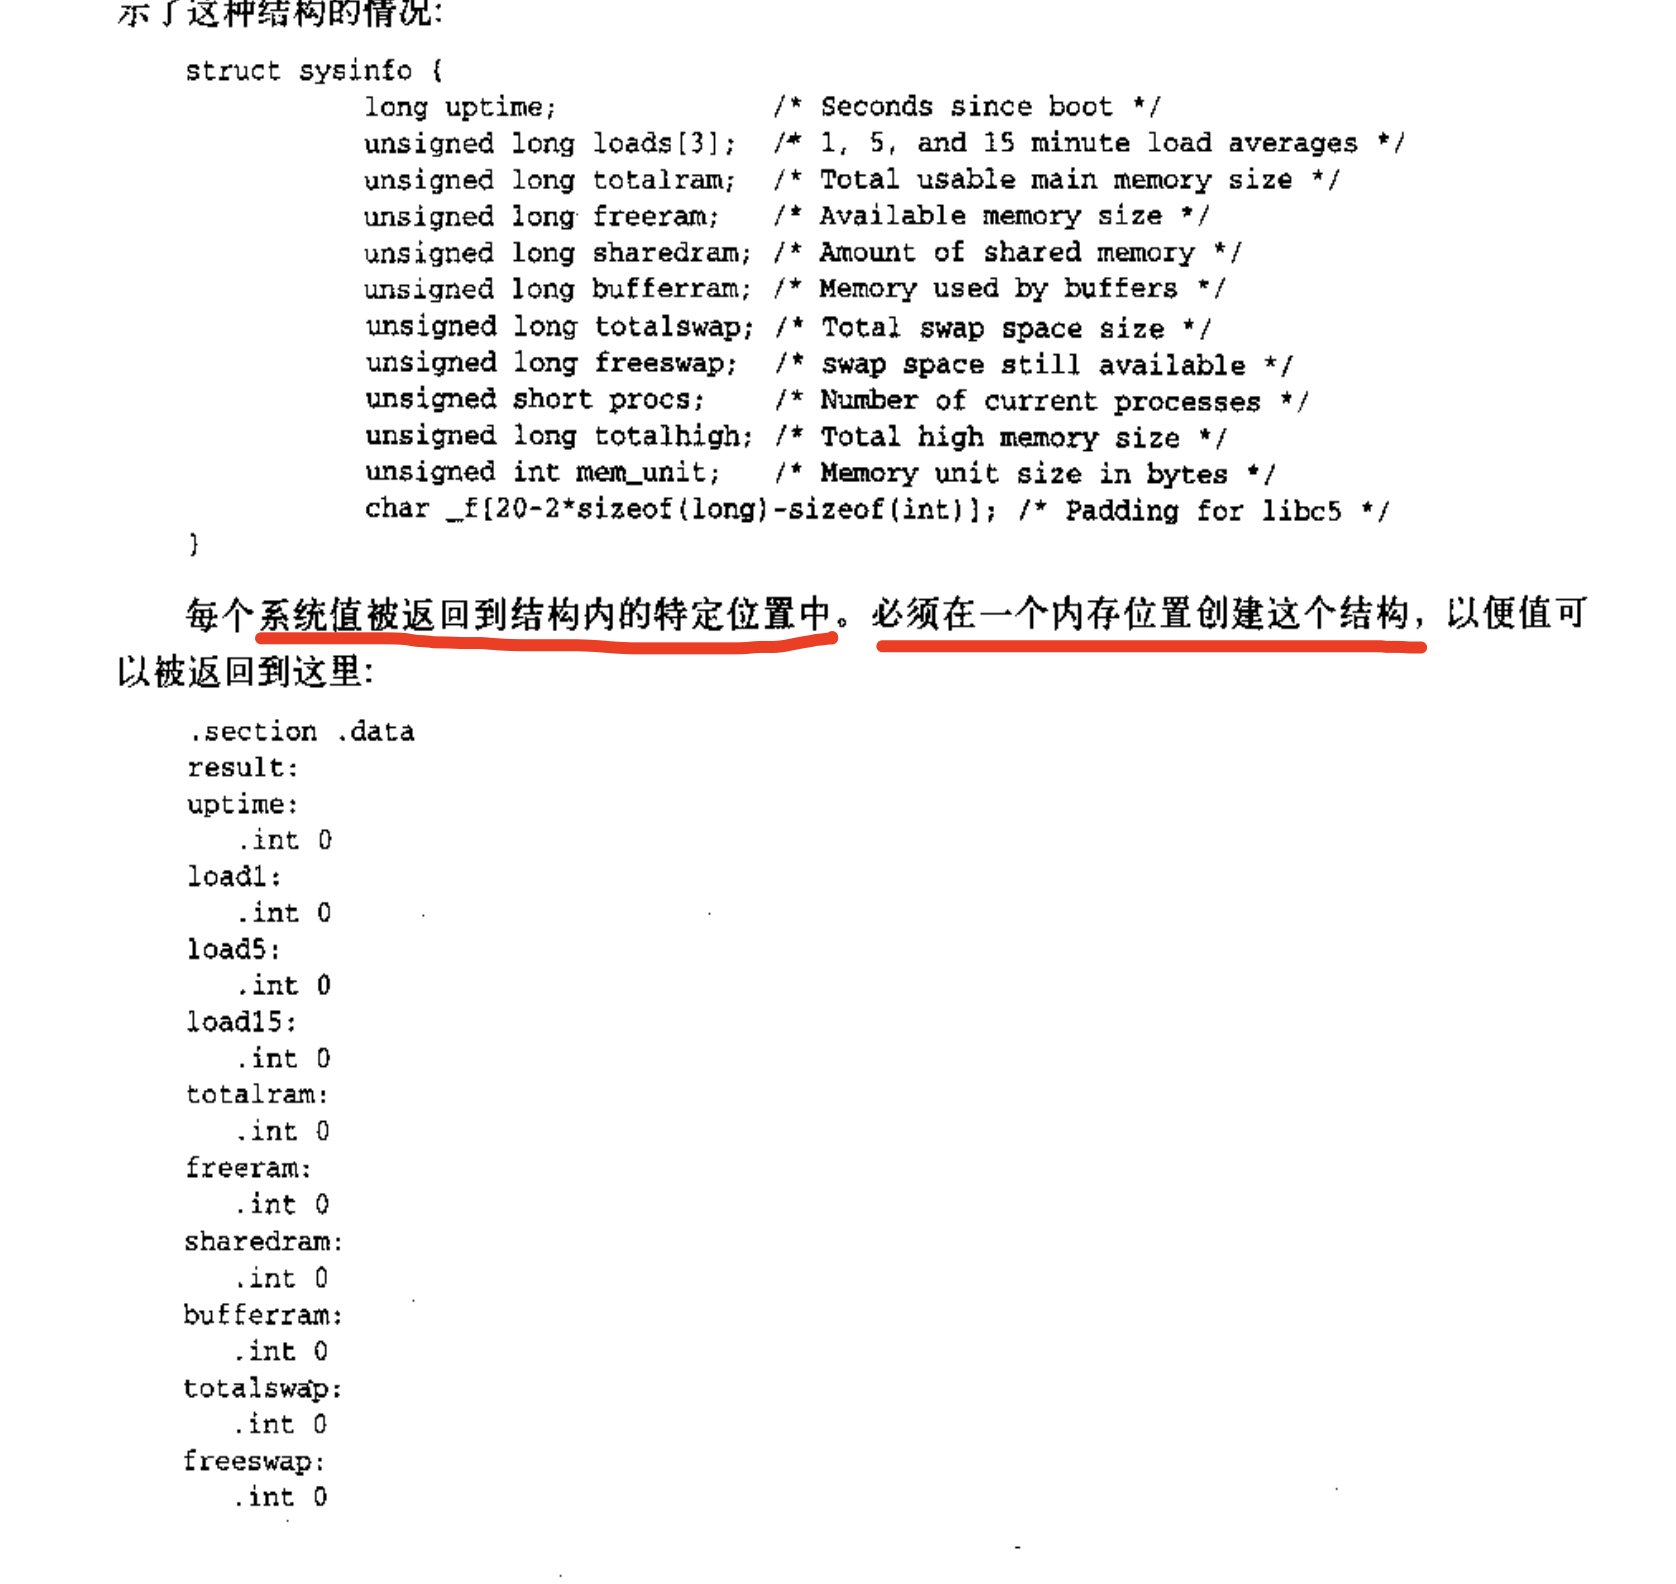 示了这种结构的情况:
struct sysinfo {
long uptime; /* Seconds since boot */
unsigned long loads[3]; /* 1, 5, and 15 minute load averages */
unsigned long totalram; /* Total usable main memory size */
unsigned long freeram; /* Available memory size */
unsigned long sharedram; /* Amount of shared memory */
unsigned long bufferram; /* Memory used by buffers */
unsigned long totalswap; /* Total swap space size */
unsigned long freeswap; /* swap space still available */
unsigned short procs; /* Number of current processes */
unsigned long totalhigh; /* Total high memory size */
unsigned int mem_unit; /* Memory unit size in bytes */
char _f[20-2*sizeof(long)-sizeof(int)]; /* Padding for libc5 */
}
每个系统值被返回到结构内的特定位置中。必须在一个内存位置创建这个结构，以便值可
以被返回到这里:
.section .data
result:
uptime:
.int 0
load1:
.int 0
load5:
.int 0
load15:
.int 0
totalram:
.int 0
freeram:
.int 0
sharedram:
.int 0
bufferram:
.int 0
totalswap:
.int 0
freeswap:
.int 0